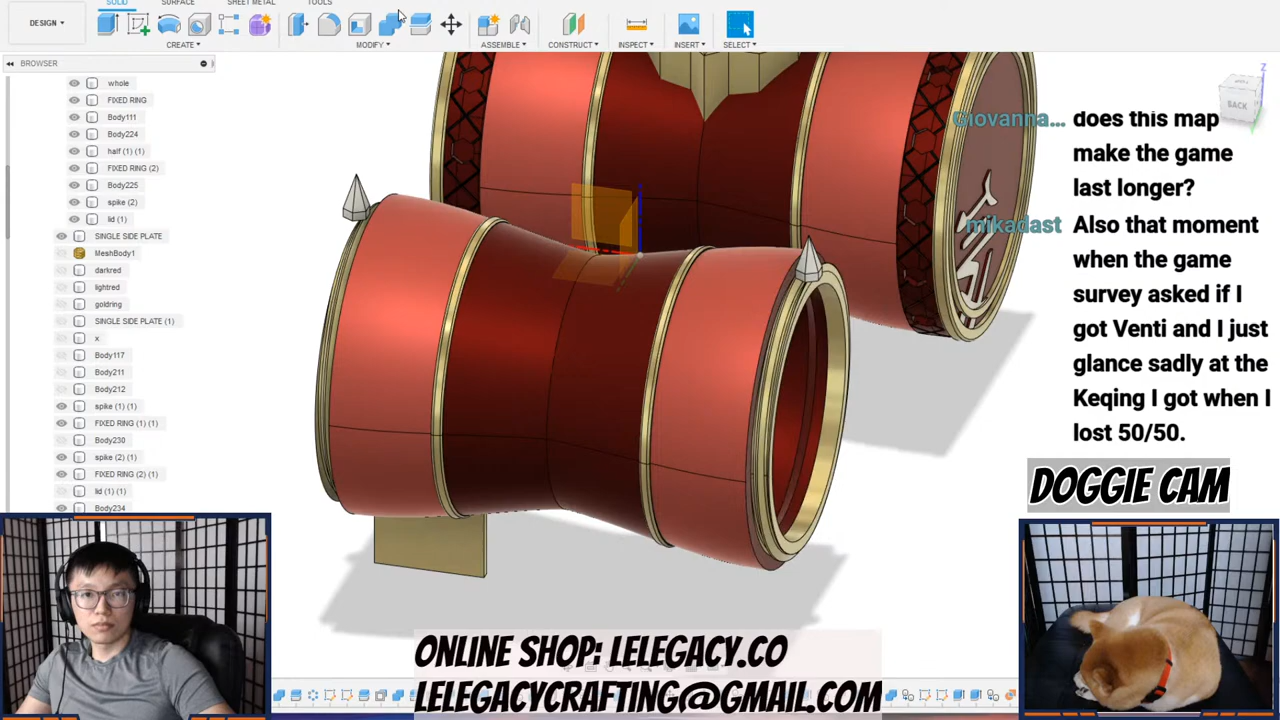 SOLID
SURFACE
SHEET METAL
TOOLS
DESIGN
CREATE
MODIFY
ASSEMBLE
CONSTRUCT
INSPECT
INSERT
SELECT
BROWSER
whole
FIXED RING
Body111
Body224
half (1) (1)
FIXED RING (2)
Body225
spike (2)
lid (1)
SINGLE SIDE PLATE
MeshBody1
darkred
lightred
goldring
SINGLE SIDE PLATE (1)
x
Body117
Body211
Body212
spike (1) (1)
FIXED RING (1) (1)
Body230
spike (2) (1)
FIXED RING (2) (1)
lid (1) (1)
Body234
Z
BACK
Giovanna… does this map
make the game
last longer?
mikadast Also that moment
when the game
survey asked if I
got Venti and I just
glance sadly at the
Keqing I got when I
lost 50/50.
DOGGIE CAM
ONLINE SHOP: LELEGACY.CO
LELEGACYCRAFTING@GMAIL.COM